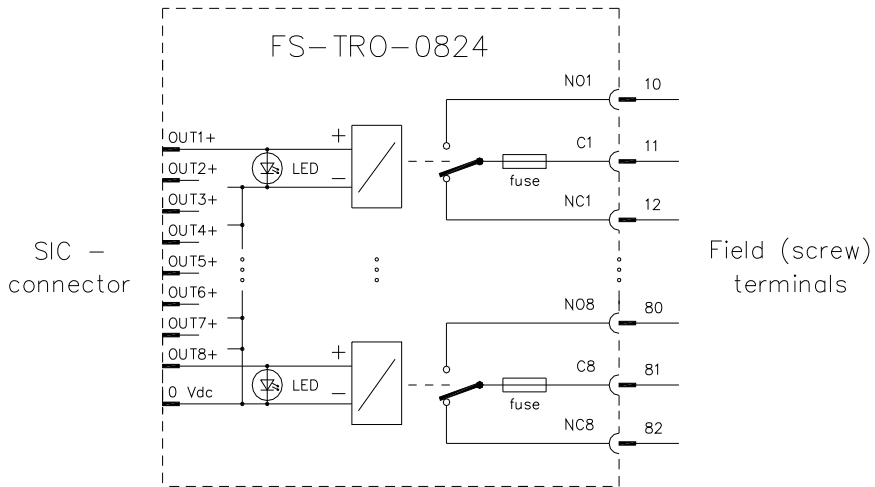 FS-TRO-0824
NO1 10
OUT1+
+
C1 11
OUT2+
LED
fuse
−
OUT3+
NC1 12
OUT4+
SIC −
connector
Field (screw)
terminals
OUT5+
OUT6+
NO8 80
OUT7+
OUT8+
+
C8 81
0 Vdc
LED
fuse
−
NC8 82